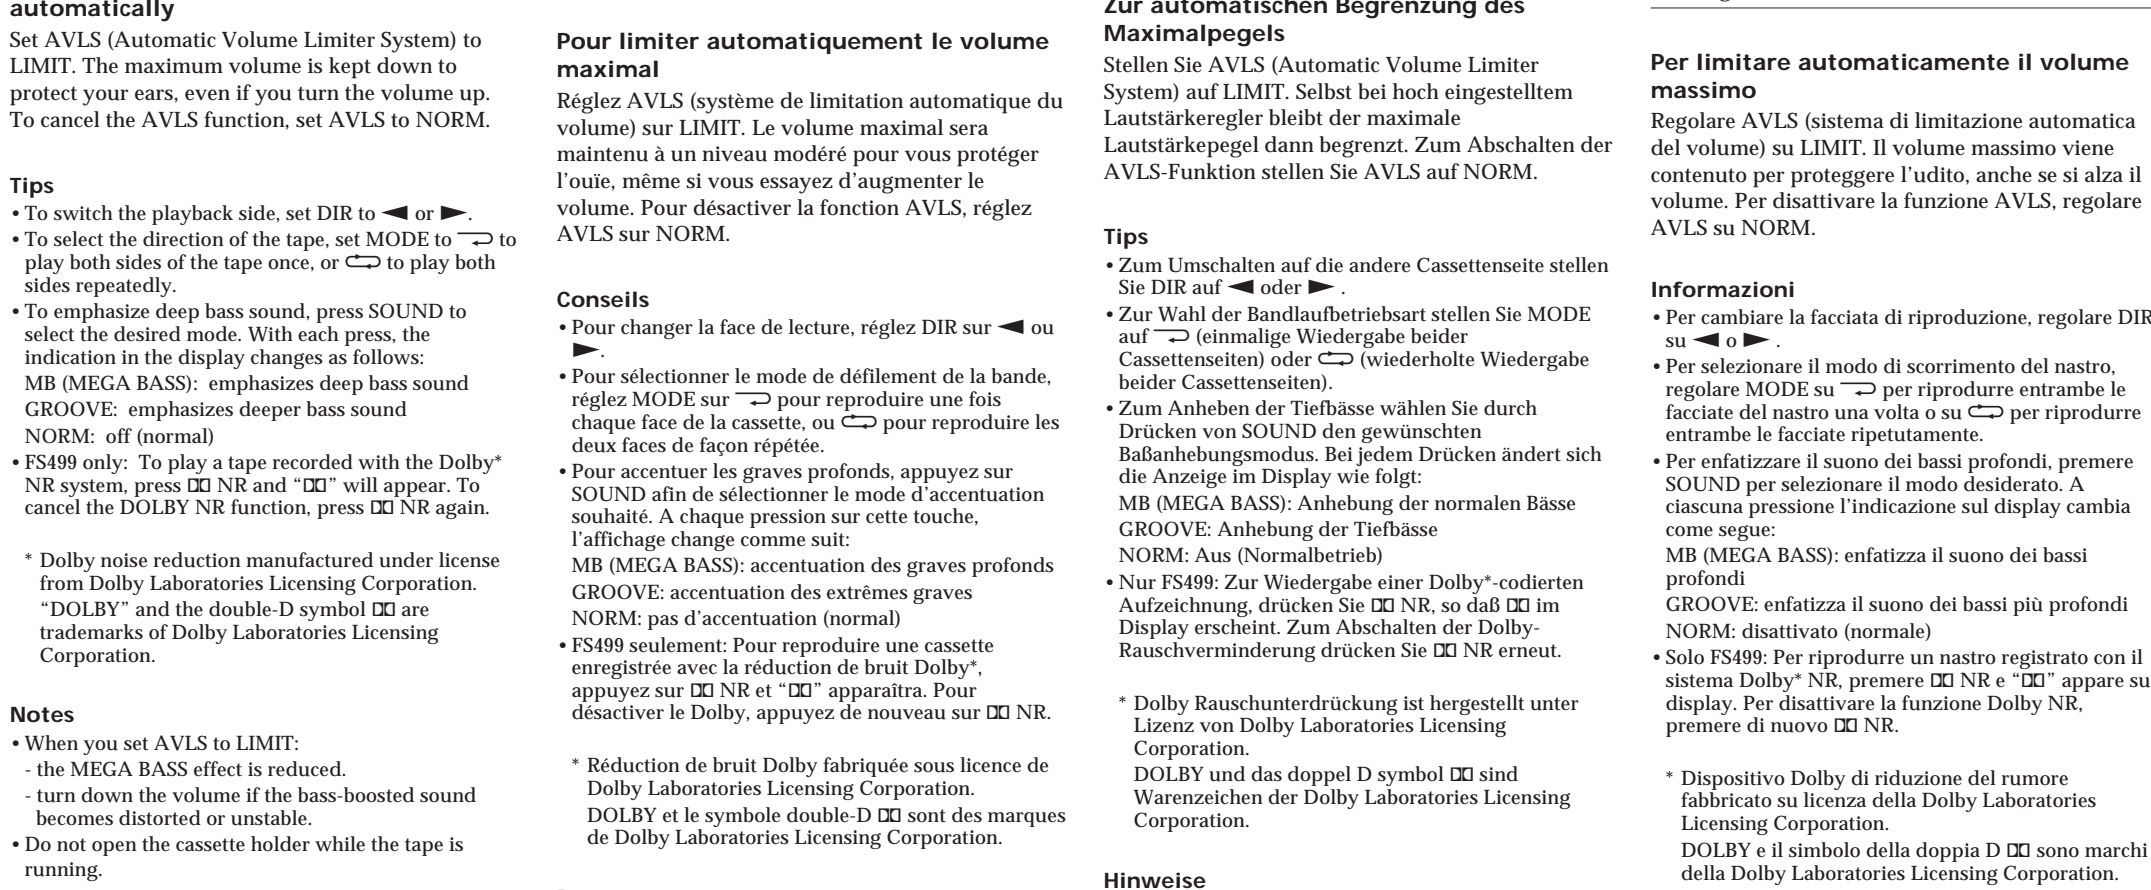 automatically
Set AVLS (Automatic Volume Limiter System) to
LIMIT. The maximum volume is kept down to
protect your ears, even if you turn the volume up.
To cancel the AVLS function, set AVLS to NORM.
Tips
• To switch the playback side, set DIR to ◀ or ▶.
• To select the direction of the tape, set MODE to to
play both sides of the tape once, or to play both
sides repeatedly.
• To emphasize deep bass sound, press SOUND to
select the desired mode. With each press, the
indication in the display changes as follows:
MB (MEGA BASS): emphasizes deep bass sound
GROOVE: emphasizes deeper bass sound
NORM: off (normal)
• FS499 only: To play a tape recorded with the Dolby*
NR system, press NR and “ ” will appear. To
cancel the DOLBY NR function, press NR again.
* Dolby noise reduction manufactured under license
from Dolby Laboratories Licensing Corporation.
“DOLBY” and the double-D symbol are
trademarks of Dolby Laboratories Licensing
Corporation.
Notes
• When you set AVLS to LIMIT:
- the MEGA BASS effect is reduced.
- turn down the volume if the bass-boosted sound
becomes distorted or unstable.
• Do not open the cassette holder while the tape is
running.
Pour limiter automatiquement le volume
maximal
Réglez AVLS (système de limitation automatique du
volume) sur LIMIT. Le volume maximal sera
maintenu à un niveau modéré pour vous protéger
l’ouïe, même si vous essayez d’augmenter le
volume. Pour désactiver la fonction AVLS, réglez
AVLS sur NORM.
Conseils
• Pour changer la face de lecture, réglez DIR sur ◀ ou
▶.
• Pour sélectionner le mode de défilement de la bande,
réglez MODE sur pour reproduire une fois
chaque face de la cassette, ou pour reproduire les
deux faces de façon répétée.
• Pour accentuer les graves profonds, appuyez sur
SOUND afin de sélectionner le mode d’accentuation
souhaité. A chaque pression sur cette touche,
l’affichage change comme suit:
MB (MEGA BASS): accentuation des graves profonds
GROOVE: accentuation des extrêmes graves
NORM: pas d’accentuation (normal)
• FS499 seulement: Pour reproduire une cassette
enregistrée avec la réduction de bruit Dolby*,
appuyez sur NR et “ ” apparaîtra. Pour
désactiver le Dolby, appuyez de nouveau sur NR.
* Réduction de bruit Dolby fabriquée sous licence de
Dolby Laboratories Licensing Corporation.
DOLBY et le symbole double-D sont des marques
de Dolby Laboratories Licensing Corporation.
Zur automatischen Begrenzung des
Maximalpegels
Stellen Sie AVLS (Automatic Volume Limiter
System) auf LIMIT. Selbst bei hoch eingestelltem
Lautstärkeregler bleibt der maximale
Lautstärkepegel dann begrenzt. Zum Abschalten der
AVLS-Funktion stellen Sie AVLS auf NORM.
Tips
• Zum Umschalten auf die andere Cassettenseite stellen
Sie DIR auf ◀ oder ▶ .
• Zur Wahl der Bandlaufbetriebsart stellen Sie MODE
auf (einmalige Wiedergabe beider
Cassettenseiten) oder (wiederholte Wiedergabe
beider Cassettenseiten).
• Zum Anheben der Tiefbässe wählen Sie durch
Drücken von SOUND den gewünschten
Baßanhebungsmodus. Bei jedem Drücken ändert sich
die Anzeige im Display wie folgt:
MB (MEGA BASS): Anhebung der normalen Bässe
GROOVE: Anhebung der Tiefbässe
NORM: Aus (Normalbetrieb)
• Nur FS499: Zur Wiedergabe einer Dolby*-codierten
Aufzeichnung, drücken Sie NR, so daß im
Display erscheint. Zum Abschalten der Dolby-
Rauschverminderung drücken Sie NR erneut.
* Dolby Rauschunterdrückung ist hergestellt unter
Lizenz von Dolby Laboratories Licensing
Corporation.
DOLBY und das doppel D symbol sind
Warenzeichen der Dolby Laboratories Licensing
Corporation.
Hinweise
Per limitare automaticamente il volume
massimo
Regolare AVLS (sistema di limitazione automatica
del volume) su LIMIT. Il volume massimo viene
contenuto per proteggere l’udito, anche se si alza il
volume. Per disattivare la funzione AVLS, regolare
AVLS su NORM.
Informazioni
• Per cambiare la facciata di riproduzione, regolare DIR
su ◀ o ▶ .
• Per selezionare il modo di scorrimento del nastro,
regolare MODE su per riprodurre entrambe le
facciate del nastro una volta o su per riprodurre
entrambe le facciate ripetutamente.
• Per enfatizzare il suono dei bassi profondi, premere
SOUND per selezionare il modo desiderato. A
ciascuna pressione l’indicazione sul display cambia
come segue:
MB (MEGA BASS): enfatizza il suono dei bassi
profondi
GROOVE: enfatizza il suono dei bassi più profondi
NORM: disattivato (normale)
• Solo FS499: Per riprodurre un nastro registrato con il
sistema Dolby* NR, premere NR e “ ” appare su
display. Per disattivare la funzione Dolby NR,
premere di nuovo NR.
* Dispositivo Dolby di riduzione del rumore
fabbricato su licenza della Dolby Laboratories
Licensing Corporation.
DOLBY e il simbolo della doppia D sono marchi
della Dolby Laboratories Licensing Corporation.